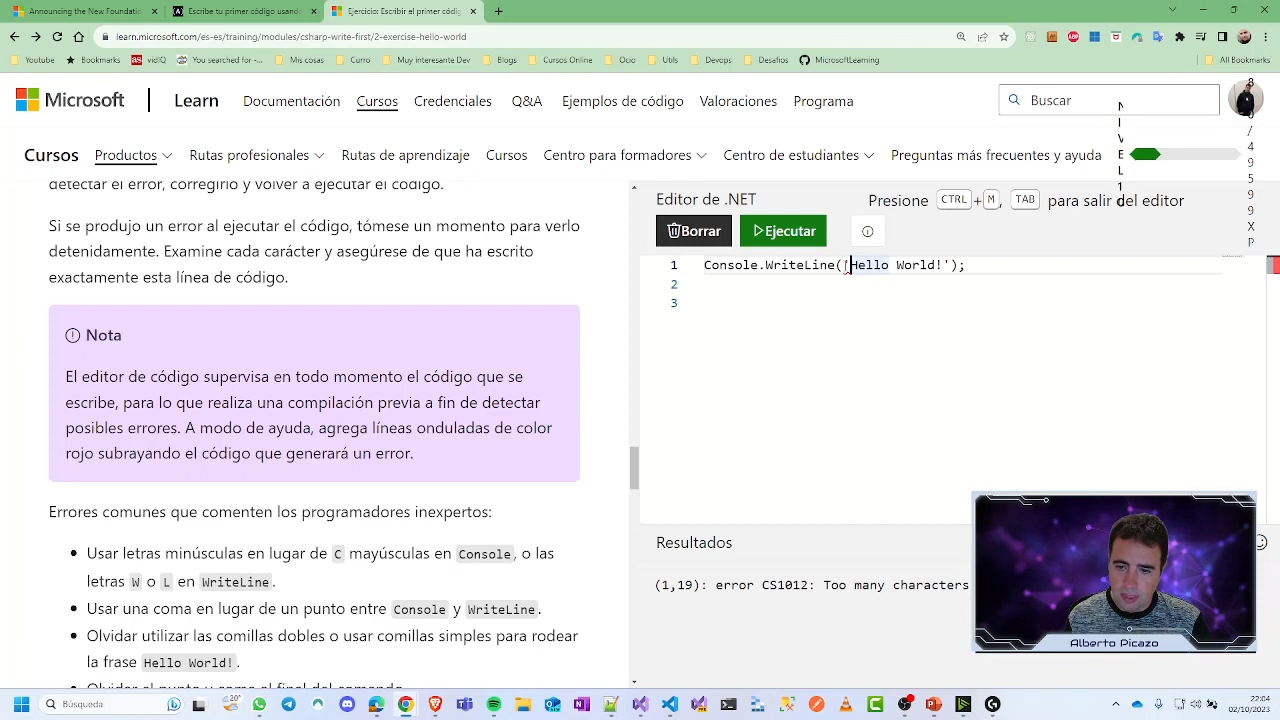 Announcing the New Foundatio
Escribe tu primer código usando
Ejercicio: Escribir el primer códig
learn.microsoft.com/es-es/training/modules/csharp-write-first/2-exercise-hello-world
Youtube
Bookmarks
vidIQ
You searched for -...
Mis cosas
Curro
Muy interesante Dev
Blogs
Cursos Online
Ocio
Utils
Devops
Desafios
MicrosoftLearning
All Bookmarks
Microsoft
Learn
Documentación
Cursos
Credenciales
Q&A
Ejemplos de código
Valoraciones
Programa
Buscar
Cursos
Productos
Rutas profesionales
Rutas de aprendizaje
Cursos
Centro para formadores
Centro de estudiantes
Preguntas más frecuentes y ayuda
detectar el error, corregirlo y volver a ejecutar el código.
Si se produjo un error al ejecutar el código, tómese un momento para verlo
detenidamente. Examine cada carácter y asegúrese de que ha escrito
exactamente esta línea de código.
Nota
El editor de código supervisa en todo momento el código que se
escribe, para lo que realiza una compilación previa a fin de detectar
posibles errores. A modo de ayuda, agrega líneas onduladas de color
rojo subrayando el código que generará un error.
Errores comunes que comenten los programadores inexpertos:
Usar letras minúsculas en lugar de C mayúsculas en Console, o las
letras W o L en WriteLine.
Usar una coma en lugar de un punto entre Console y WriteLine.
Olvidar utilizar las comillas dobles o usar comillas simples para rodear
la frase Hello World!.
Editor de .NET
Presione CTRL + M, TAB para salir del editor
Borrar
Ejecutar
1 Console.WriteLine('Hello World!');
2
3
Resultados
(1,19): error CS1012: Too many characters
Alberto Picazo
Búsqueda
20°
22:04
02/10/2023